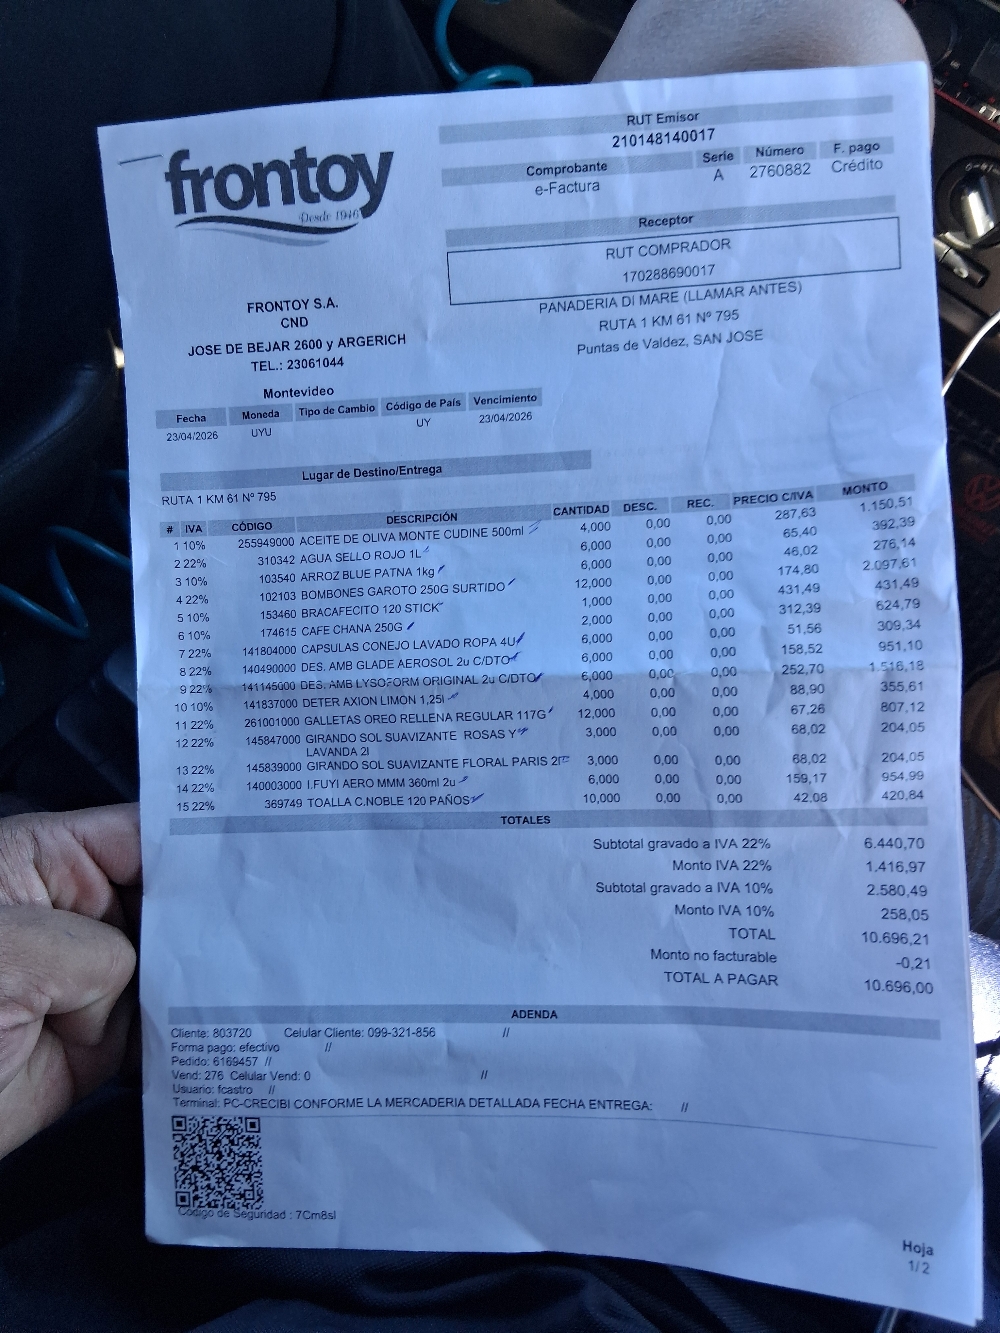 frontoy
Desde 1946
RUT Emisor
210148140017
Comprobante Serie Número F. pago
e-Factura A 2760882 Crédito
Receptor
RUT COMPRADOR
170288690017
PANADERIA DI MARE (LLAMAR ANTES)
RUTA 1 KM 61 Nº 795
Puntas de Valdez, SAN JOSE
FRONTOY S.A.
CND
JOSE DE BEJAR 2600 y ARGERICH
TEL.: 23061044
Montevideo
Fecha Moneda Tipo de Cambio Código de País Vencimiento
23/04/2026 UYU UY 23/04/2026
Lugar de Destino/Entrega
RUTA 1 KM 61 Nº 795
# IVA CÓDIGO DESCRIPCIÓN CANTIDAD DESC. REC. PRECIO C/IVA MONTO
1 10% 255949000 ACEITE DE OLIVA MONTE CUDINE 500ml 4,000 0,00 0,00 287,63 1.150,51
2 22% 310342 AGUA SELLO ROJO 1L 6,000 0,00 0,00 65,40 392,39
3 10% 103540 ARROZ BLUE PATNA 1kg 6,000 0,00 0,00 46,02 276,14
4 22% 102103 BOMBONES GAROTO 250G SURTIDO 12,000 0,00 0,00 174,80 2.097,61
5 10% 153460 BRACAFECITO 120 STICK 1,000 0,00 0,00 431,49 431,49
6 10% 174615 CAFE CHANA 250G 2,000 0,00 0,00 312,39 624,79
7 22% 141804000 CAPSULAS CONEJO LAVADO ROPA 4U 6,000 0,00 0,00 51,56 309,34
8 22% 140490000 DES. AMB GLADE AEROSOL 2u C/DTO 6,000 0,00 0,00 158,52 951,10
9 22% 141145000 DES. AMB LYSOFORM ORIGINAL 2u C/DTO 6,000 0,00 0,00 252,70 1.516,18
10 10% 141837000 DETER AXION LIMON 1,25l 4,000 0,00 0,00 88,90 355,61
11 22% 261001000 GALLETAS OREO RELLENA REGULAR 117G 12,000 0,00 0,00 67,26 807,12
12 22% 145847000 GIRANDO SOL SUAVIZANTE ROSAS Y 3,000 0,00 0,00 68,02 204,05
LAVANDA 2l
13 22% 145839000 GIRANDO SOL SUAVIZANTE FLORAL PARIS 2l 3,000 0,00 0,00 68,02 204,05
14 22% 140003000 I.FUYI AERO MMM 360ml 2u 6,000 0,00 0,00 159,17 954,99
15 22% 369749 TOALLA C.NOBLE 120 PAÑOS 10,000 0,00 0,00 42,08 420,84
TOTALES
Subtotal gravado a IVA 22% 6.440,70
Monto IVA 22% 1.416,97
Subtotal gravado a IVA 10% 2.580,49
Monto IVA 10% 258,05
TOTAL 10.696,21
Monto no facturable -0,21
TOTAL A PAGAR 10.696,00
ADENDA
Cliente: 803720 Celular Cliente: 099-321-856 //
Forma pago: efectivo //
Pedido: 6169457 //
Vend: 276 Celular Vend: 0 //
Usuario: fcastro //
Terminal: PC-CRECIBI CONFORME LA MERCADERIA DETALLADA FECHA ENTREGA: //
Código de Seguridad : 7Cm8sl
Hoja
1/ 2